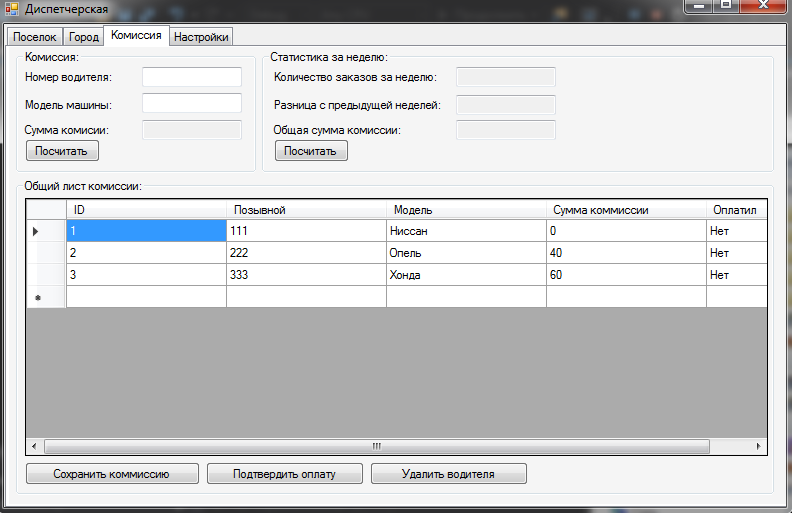 Диспетчерская
Поселок Город Комиссия Настройки
Комиссия:
Номер водителя:
Модель машины:
Сумма комисии:
Посчитать
Статистика за неделю:
Количество заказов за неделю:
Разница с предыдущей неделей:
Общая сумма комиссии:
Посчитать
Общий лист комиссии:
ID Позывной Модель Сумма коммиссии Оплатил
1 111 Ниссан 0 Нет
2 222 Опель 40 Нет
3 333 Хонда 60 Нет
Сохранить коммиссию Подтвердить оплату Удалить водителя